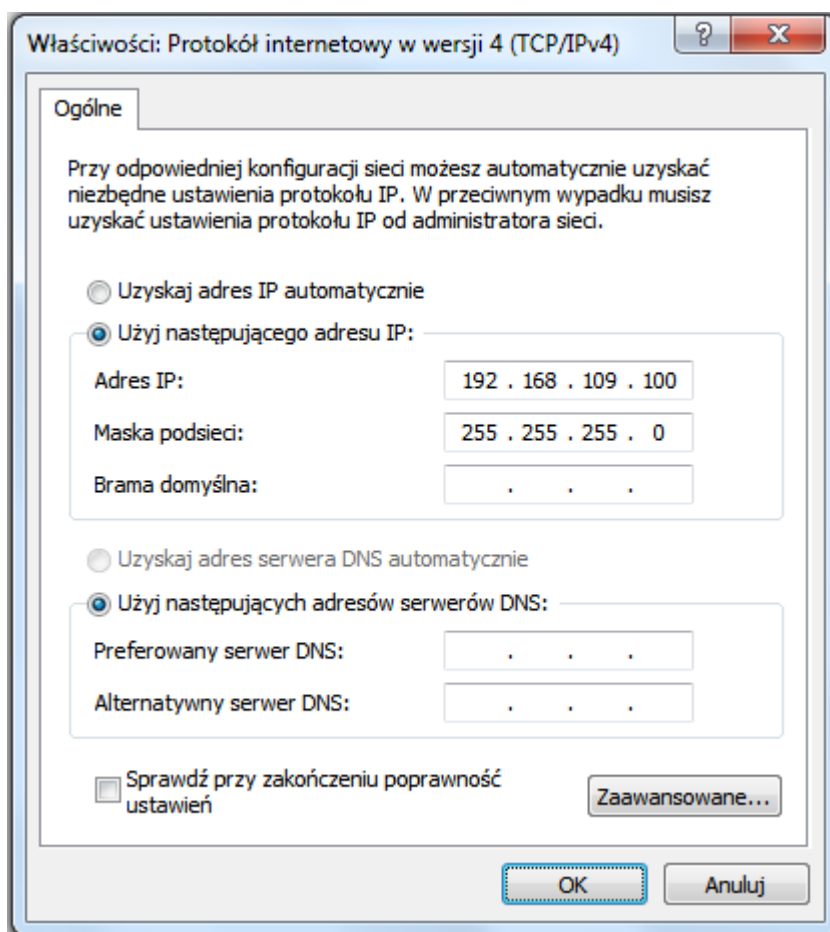 Właściwości: Protokół internetowy w wersji 4 (TCP/IPv4)
Ogólne
Przy odpowiedniej konfiguracji sieci możesz automatycznie uzyskać
niezbędne ustawienia protokołu IP. W przeciwnym wypadku musisz
uzyskać ustawienia protokołu IP od administratora sieci.
Uzyskaj adres IP automatycznie
Użyj następującego adresu IP:
Adres IP: 192 . 168 . 109 . 100
Maska podsieci: 255 . 255 . 255 . 0
Brama domyślna: . . .
Uzyskaj adres serwera DNS automatycznie
Użyj następujących adresów serwerów DNS:
Preferowany serwer DNS: . . .
Alternatywny serwer DNS: . . .
Sprawdź przy zakończeniu poprawność
ustawień
Zaawansowane...
OK Anuluj